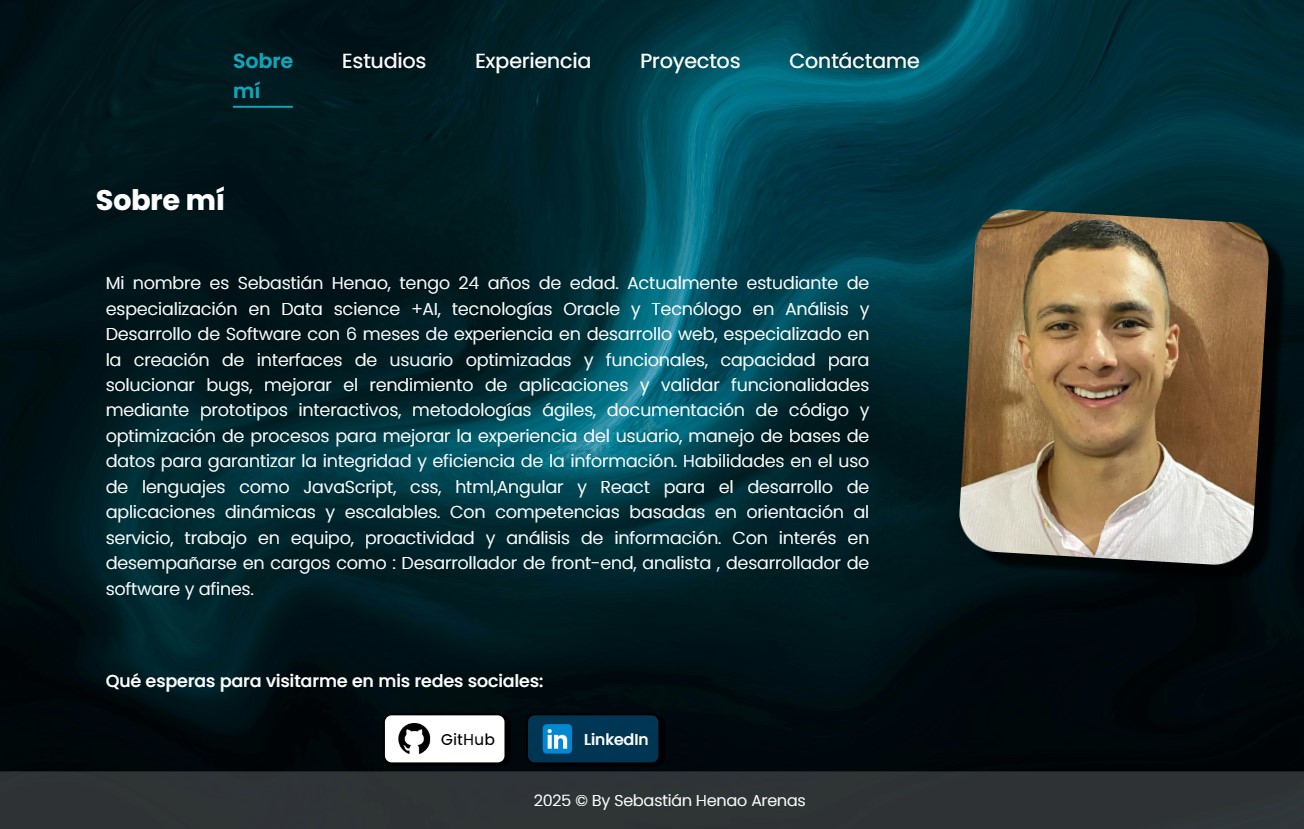 Sobre
mí
Estudios
Experiencia
Proyectos
Contáctame
Sobre mí
Mi nombre es Sebastián Henao, tengo 24 años de edad. Actualmente estudiante de
especialización en Data science +AI, tecnologías Oracle y Tecnólogo en Análisis y
Desarrollo de Software con 6 meses de experiencia en desarrollo web, especializado en
la creación de interfaces de usuario optimizadas y funcionales, capacidad para
solucionar bugs, mejorar el rendimiento de aplicaciones y validar funcionalidades
mediante prototipos interactivos, metodologías ágiles, documentación de código y
optimización de procesos para mejorar la experiencia del usuario, manejo de bases de
datos para garantizar la integridad y eficiencia de la información. Habilidades en el uso
de lenguajes como JavaScript, css, html,Angular y React para el desarrollo de
aplicaciones dinámicas y escalables. Con competencias basadas en orientación al
servicio, trabajo en equipo, proactividad y análisis de información. Con interés en
desempañarse en cargos como : Desarrollador de front-end, analista , desarrollador de
software y afines.
Qué esperas para visitarme en mis redes sociales:
GitHub
in LinkedIn
2025 © By Sebastián Henao Arenas